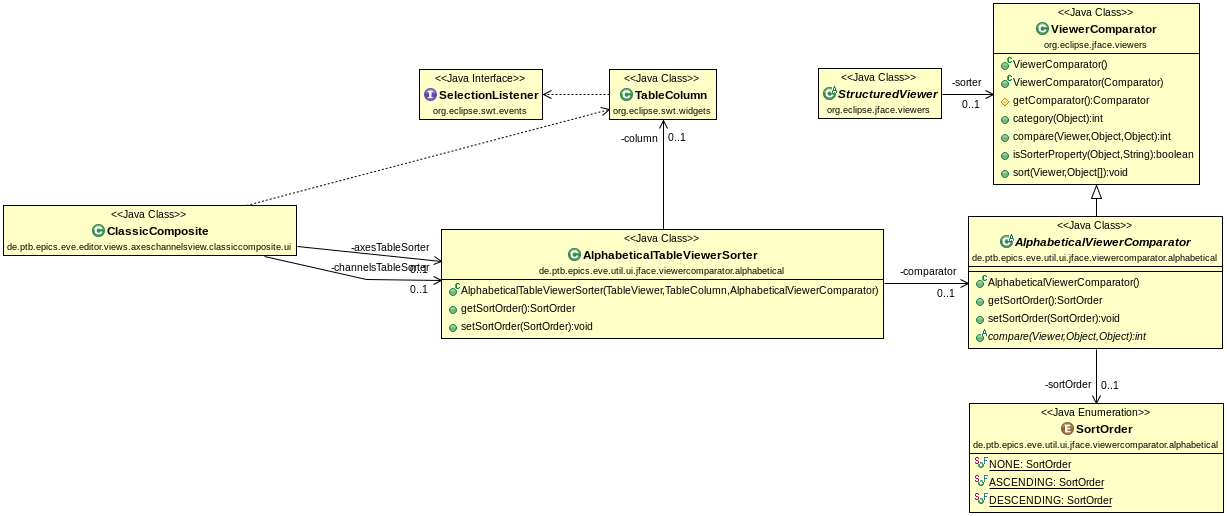 <<Java Class>>
ViewerComparator
org.eclipse.jface.viewers
ViewerComparator()
ViewerComparator(Comparator)
getComparator():Comparator
category(Object):int
compare(Viewer,Object,Object):int
isSorterProperty(Object,String):boolean
sort(Viewer,Object[]):void
<<Java Interface>>
SelectionListener
org.eclipse.swt.events
<<Java Class>>
TableColumn
org.eclipse.swt.widgets
<<Java Class>>
StructuredViewer
org.eclipse.jface.viewers
-sorter
0..1
-column
0..1
<<Java Class>>
ClassicComposite
de.ptb.epics.eve.editor.views.axeschannelsview.classiccomposite.ui
-axesTableSorter
0..1
-channelsTableSorter
0..1
<<Java Class>>
AlphabeticalTableViewerSorter
de.ptb.epics.eve.util.ui.jface.viewercomparator.alphabetical
AlphabeticalTableViewerSorter(TableViewer,TableColumn,AlphabeticalViewerComparator)
getSortOrder():SortOrder
setSortOrder(SortOrder):void
-comparator
0..1
<<Java Class>>
AlphabeticalViewerComparator
de.ptb.epics.eve.util.ui.jface.viewercomparator.alphabetical
AlphabeticalViewerComparator()
getSortOrder():SortOrder
setSortOrder(SortOrder):void
compare(Viewer,Object,Object):int
-sortOrder
0..1
<<Java Enumeration>>
SortOrder
de.ptb.epics.eve.util.ui.jface.viewercomparator.alphabetical
NONE: SortOrder
ASCENDING: SortOrder
DESCENDING: SortOrder